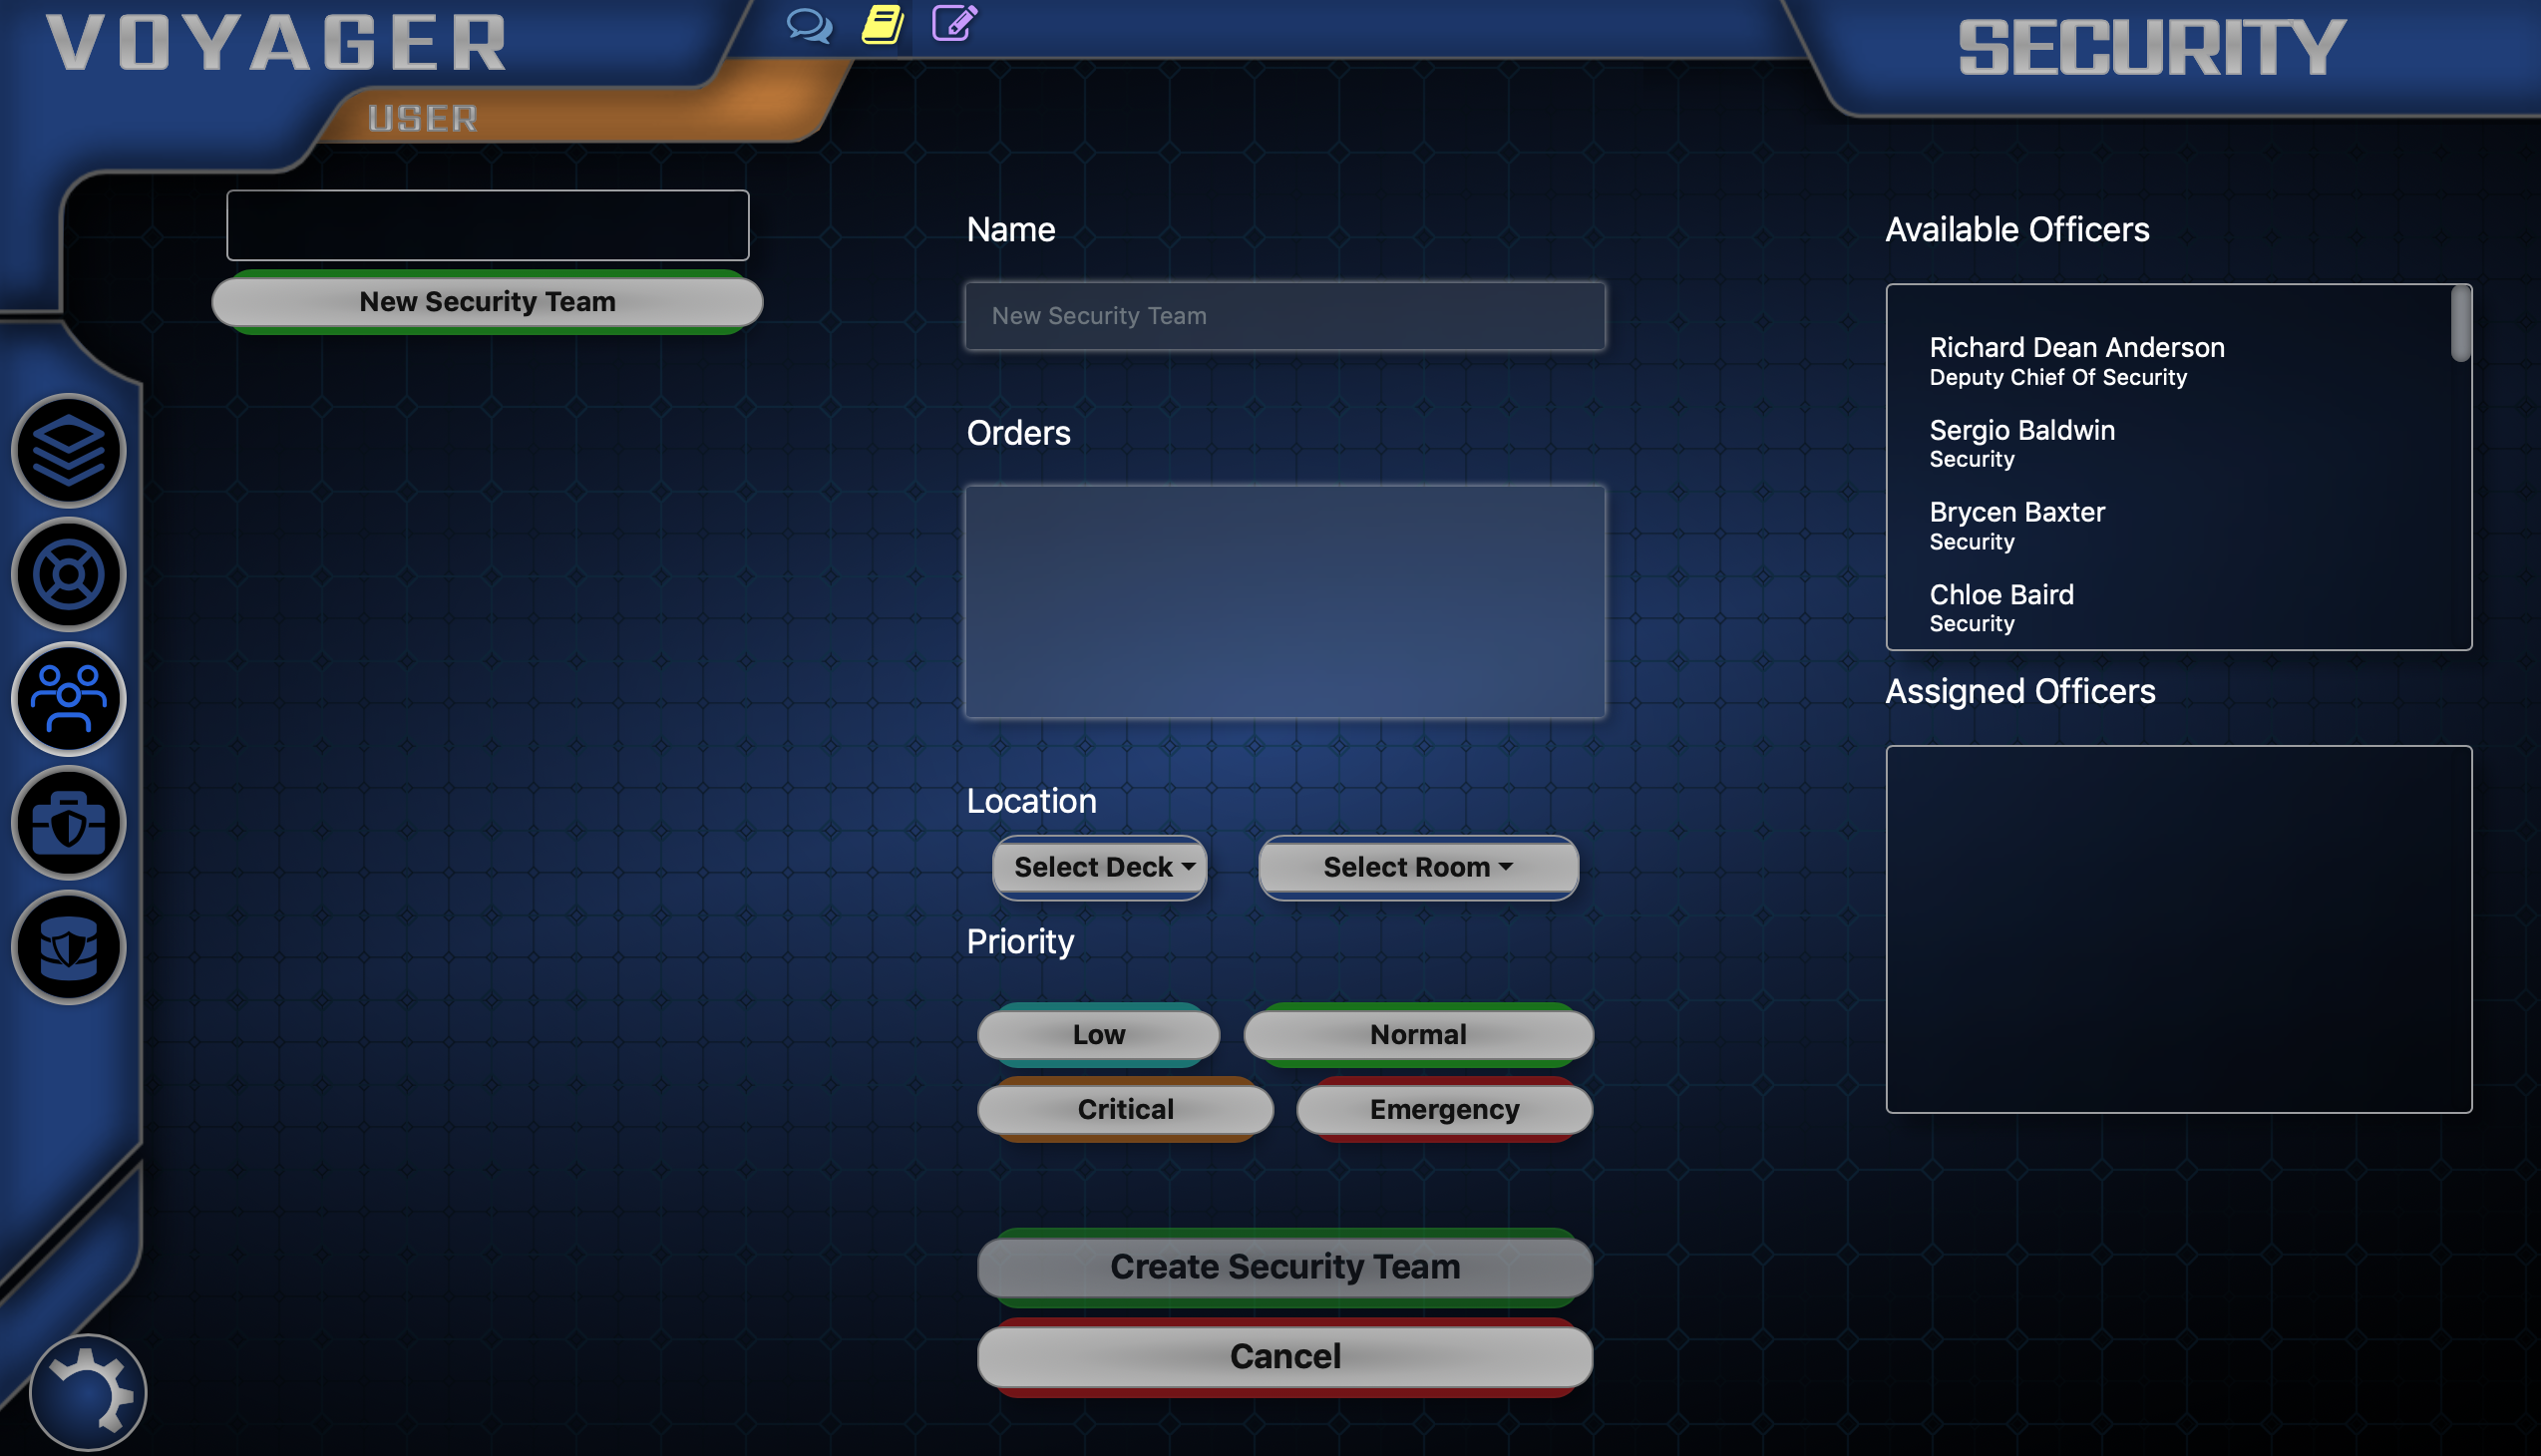 VOYAGER
SECURITY
USER
New Security Team
Name
New Security Team
Orders
Location
Select Deck
Select Room
Priority
Low
Normal
Critical
Emergency
Create Security Team
Cancel
Available Officers
Richard Dean Anderson
Deputy Chief Of Security
Sergio Baldwin
Security
Brycen Baxter
Security
Chloe Baird
Security
Assigned Officers